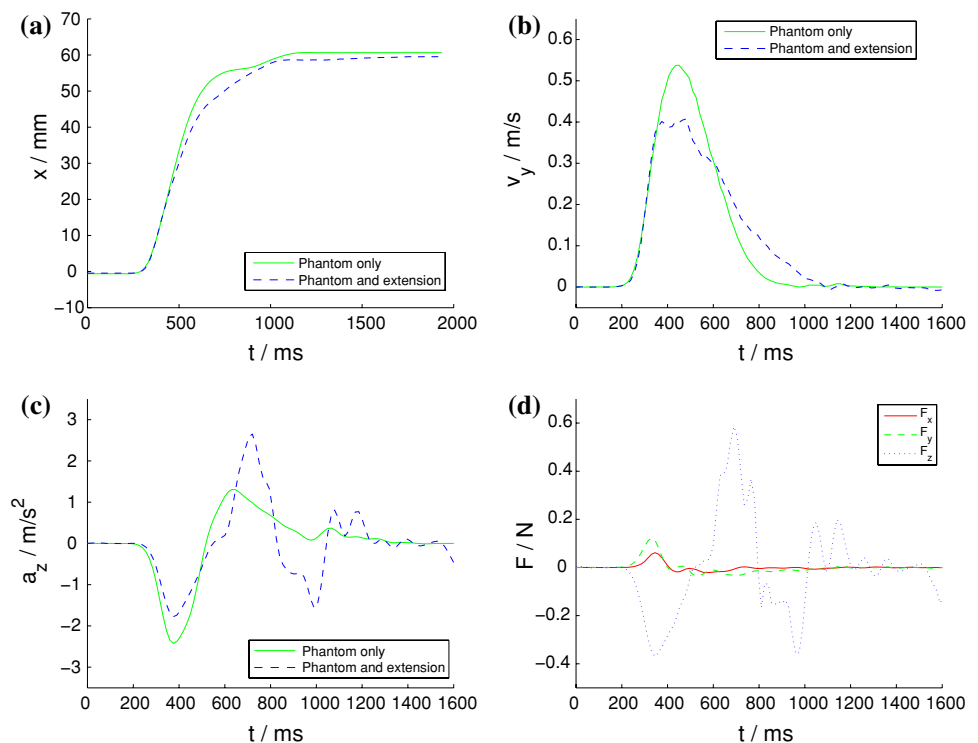 (a)
70
60
50
40
30
20
10
0
−10
x / mm
Phantom only
Phantom and extension
0
500
1000
1500
2000
t / ms
(b)
0.6
0.5
0.4
0.3
0.2
0.1
0
v_y / m/s
Phantom only
Phantom and extension
0
200
400
600
800
1000
1200
1400
1600
t / ms
(c)
3
2
1
0
−1
−2
−3
a_z / m/s²
Phantom only
Phantom and extension
0
200
400
600
800
1000
1200
1400
1600
t / ms
(d)
0.6
0.4
0.2
0
−0.2
−0.4
F / N
F_x
F_y
F_z
0
200
400
600
800
1000
1200
1400
1600
t / ms